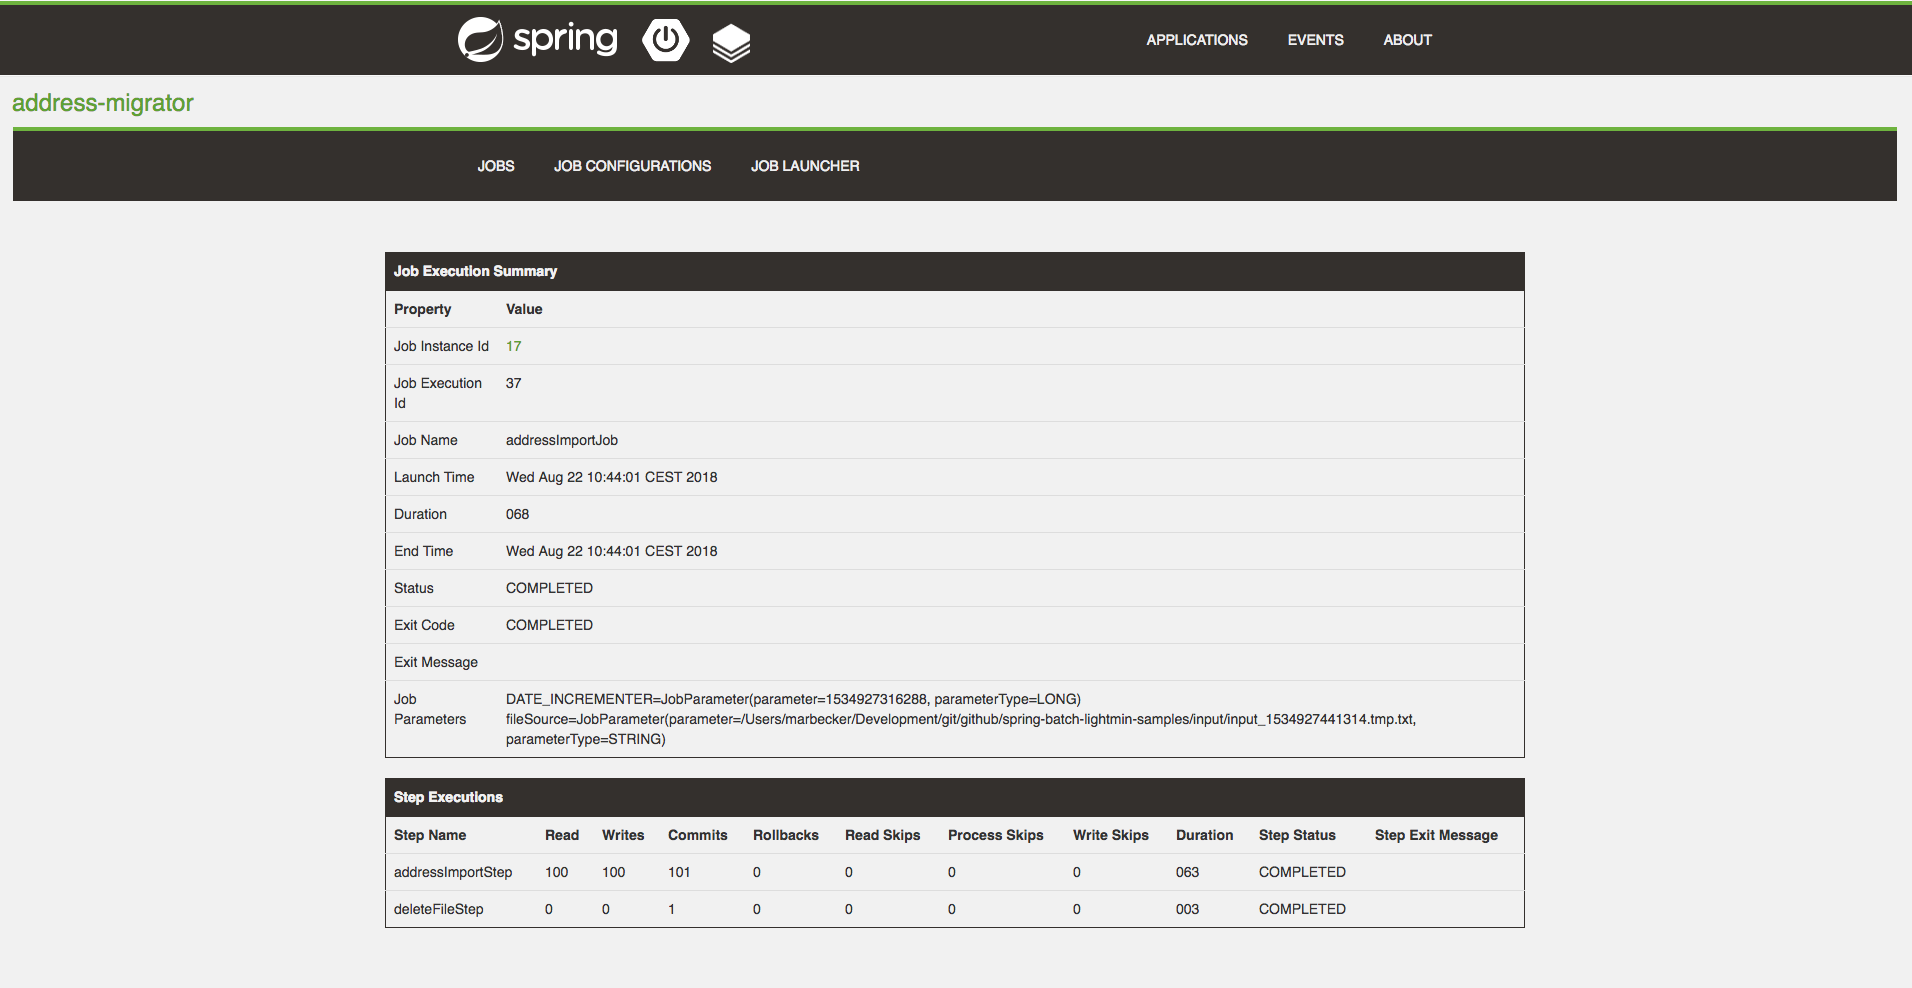 spring
APPLICATIONS EVENTS ABOUT
address-migrator
JOBS JOB CONFIGURATIONS JOB LAUNCHER
Job Execution Summary
Property Value
Job Instance Id 17
Job Execution 37
Id
Job Name addressImportJob
Launch Time Wed Aug 22 10:44:01 CEST 2018
Duration 068
End Time Wed Aug 22 10:44:01 CEST 2018
Status COMPLETED
Exit Code COMPLETED
Exit Message
Job DATE_INCREMENTER=JobParameter(parameter=1534927316288, parameterType=LONG)
Parameters fileSource=JobParameter(parameter=/Users/marbecker/Development/git/github/spring-batch-lightmin-samples/input/input_1534927441314.tmp.txt,
parameterType=STRING)
Step Executions
Step Name Read Writes Commits Rollbacks Read Skips Process Skips Write Skips Duration Step Status Step Exit Message
addressImportStep 100 100 101 0 0 0 0 063 COMPLETED
deleteFileStep 0 0 1 0 0 0 0 003 COMPLETED